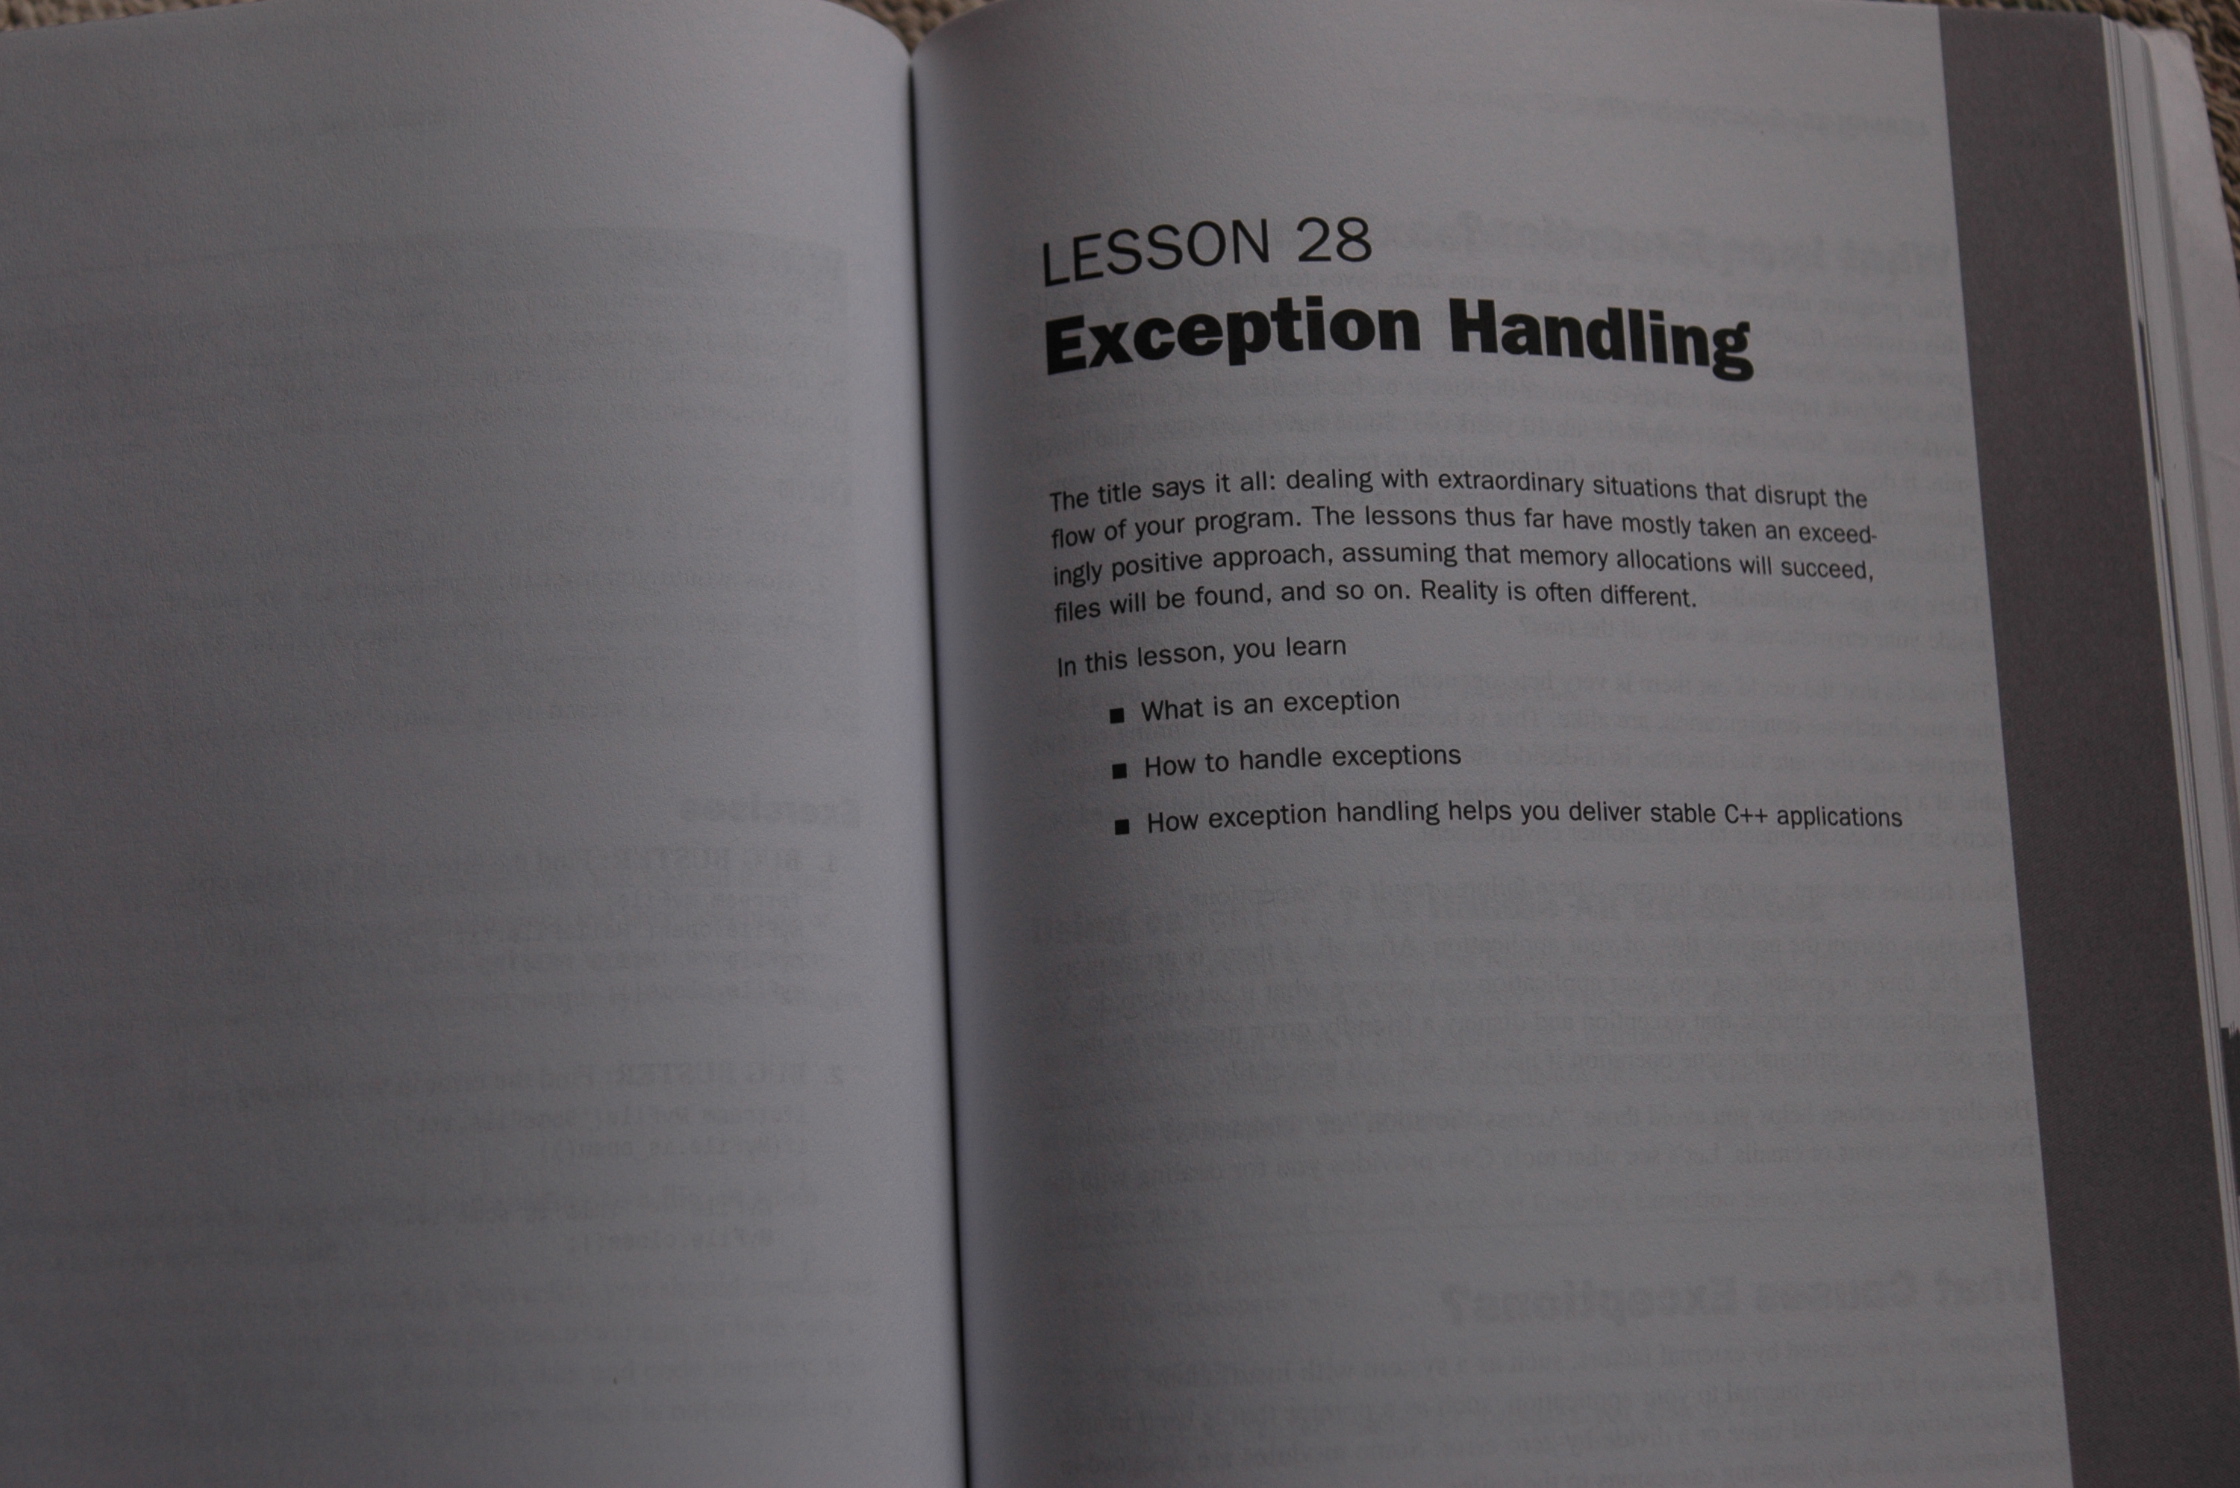 LESSON 28
Exception Handling
The title says it all: dealing with extraordinary situations that disrupt the
flow of your program. The lessons thus far have mostly taken an exceed-
ingly positive approach, assuming that memory allocations will succeed,
files will be found, and so on. Reality is often different.
In this lesson, you learn
■ What is an exception
■ How to handle exceptions
■ How exception handling helps you deliver stable C++ applications